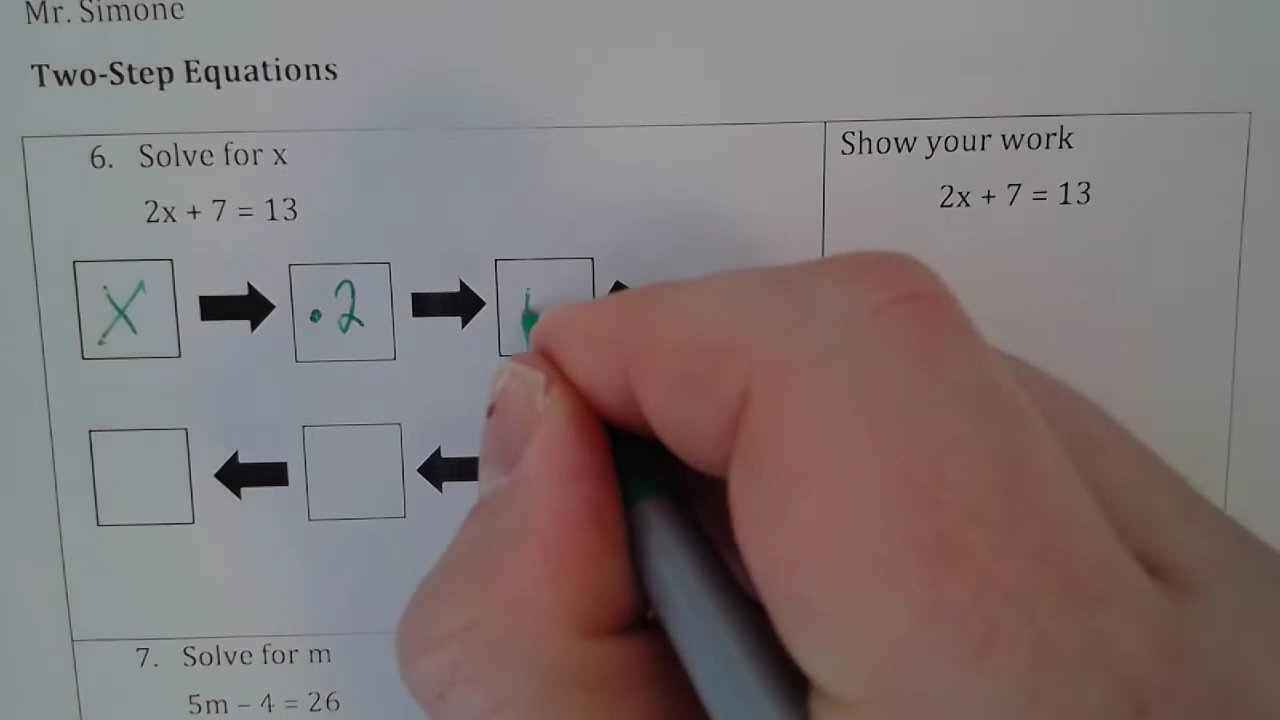 Mr. Simone
Two-Step Equations
6. Solve for x
2x + 7 = 13
X
·2
Show your work
2x + 7 = 13
7. Solve for m
5m – 4 = 26